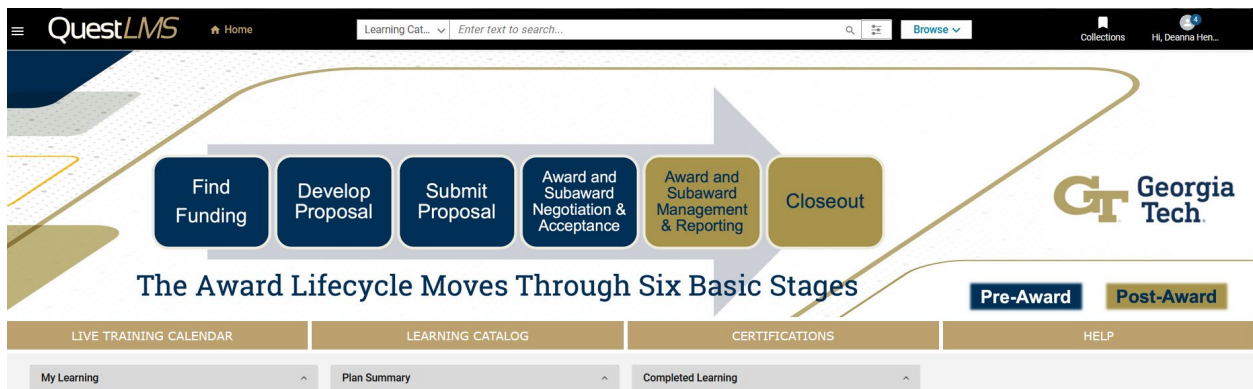 QuestLMS
Home
Learning Cat...
Enter text to search...
Browse
Collections
4
Hi, Deanna Hen...
Find
Funding
Develop
Proposal
Submit
Proposal
Award and
Subaward
Negotiation &
Acceptance
Award and
Subaward
Management
& Reporting
Closeout
GT
Georgia
Tech
The Award Lifecycle Moves Through Six Basic Stages
Pre-Award
Post-Award
LIVE TRAINING CALENDAR
LEARNING CATALOG
CERTIFICATIONS
HELP
My Learning
Plan Summary
Completed Learning